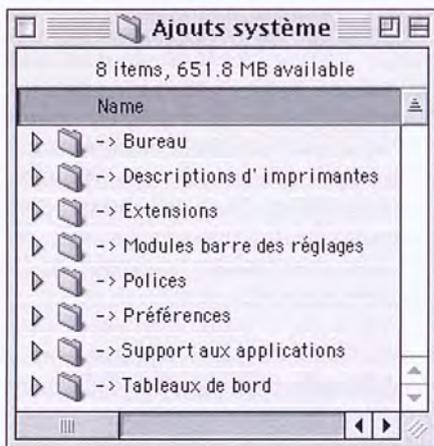 Ajouts système
8 items, 651.8 MB available
Name
-> Bureau
-> Descriptions d' imprimantes
-> Extensions
-> Modules barre des réglages
-> Polices
-> Préférences
-> Support aux applications
-> Tableaux de bord